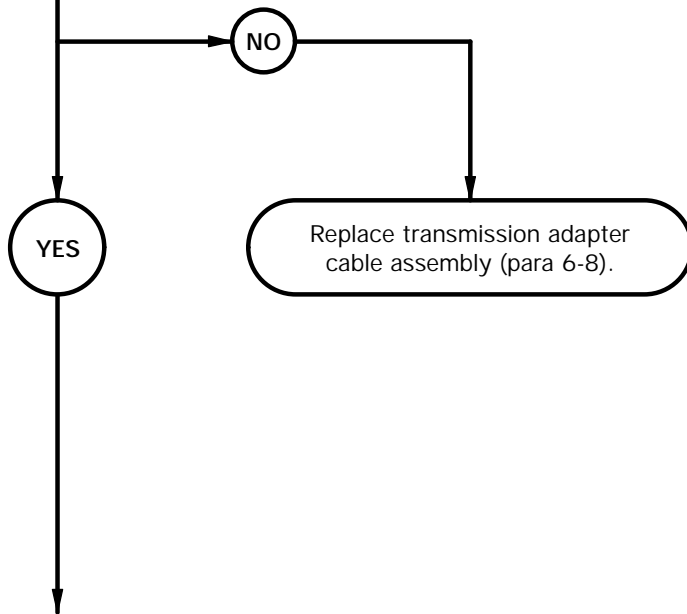 NO
YES
Replace transmission adapter
cable assembly (para 6-8).